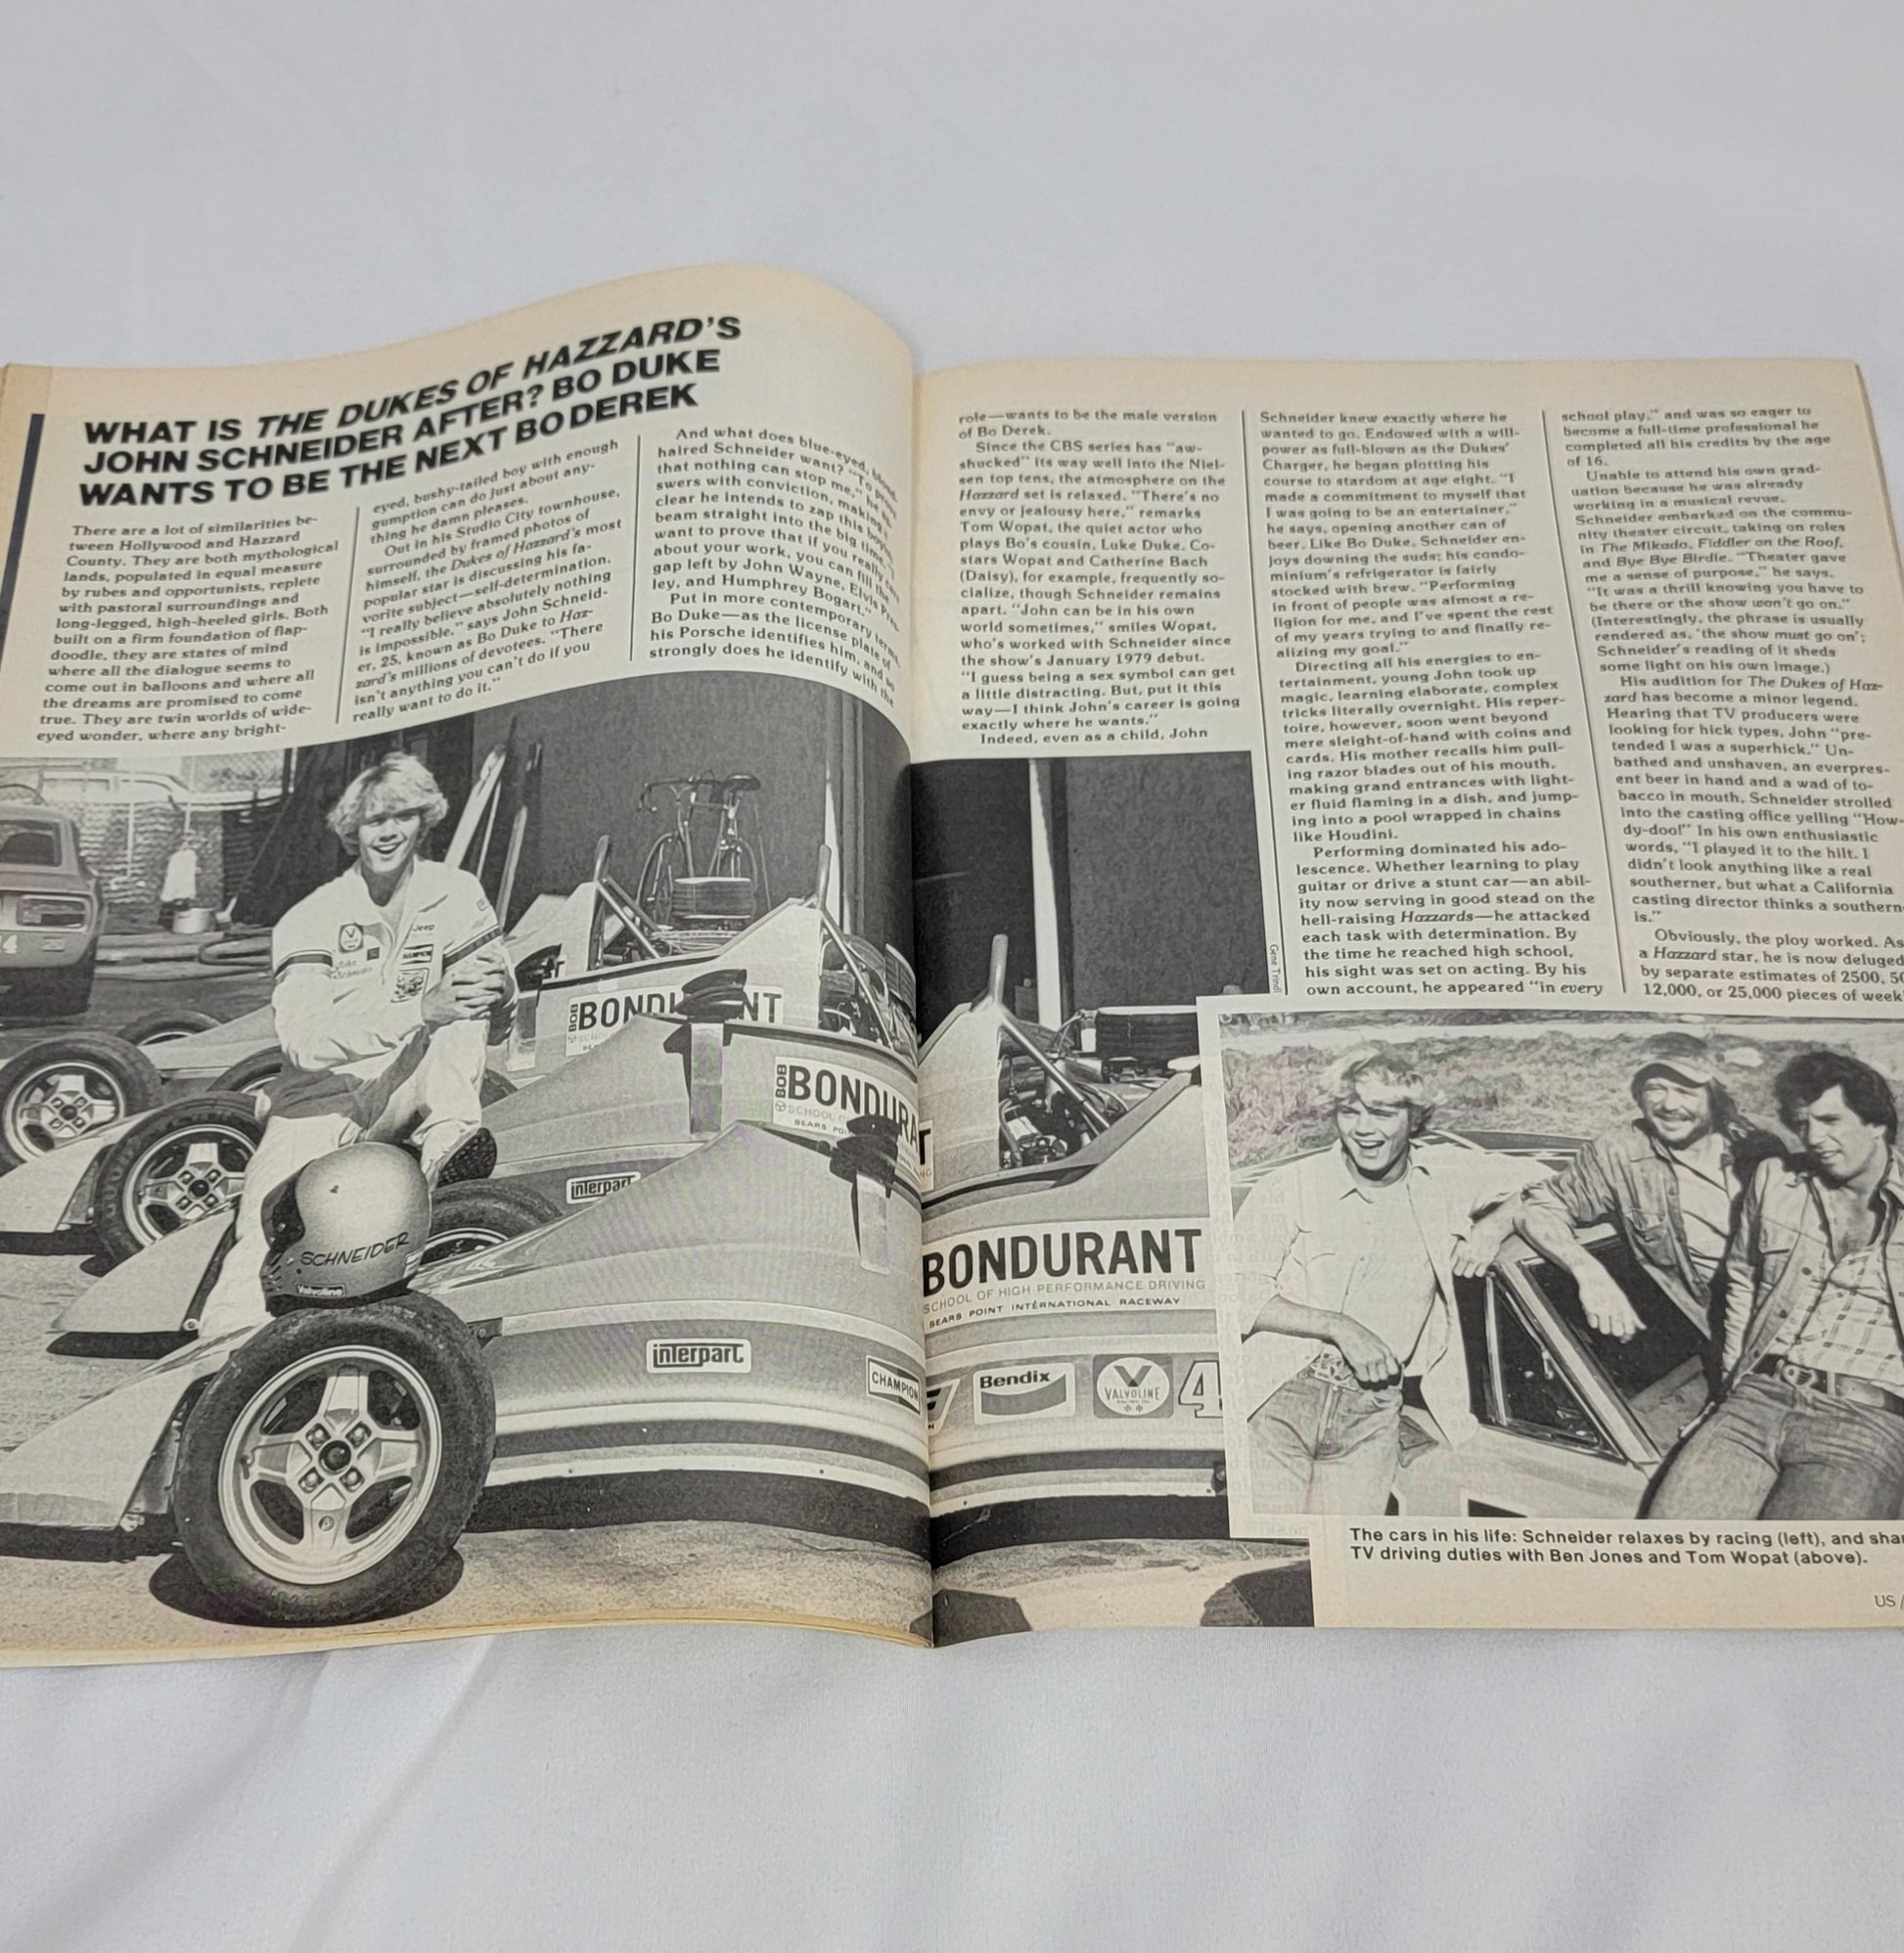 WHAT IS THE DUKES OF HAZZARD'S
JOHN SCHNEIDER AFTER? BO DUKE
WANTS TO BE THE NEXT BO DEREK
There are a lot of similarities be-
tween Hollywood and Hazzard
County. They are both mythological
lands, populated in equal measure
by rubes and opportunists, replete
with pastoral surroundings and
long-legged, high-heeled girls. Both
built on a firm foundation of flap-
doodle, they are states of mind
where all the dialogue seems to
come out in balloons and where all
the dreams are promised to come
true. They are twin worlds of wide-
eyed wonder, where any bright-
eyed, bushy-tailed boy with enough
gumption can do just about any-
thing he damn pleases.
Out in his Studio City townhouse,
surrounded by framed photos of
himself, the Dukes of Hazzard's most
popular star is discussing his fa-
vorite subject—self-determination.
"I really believe absolutely nothing
is impossible," says John Schneid-
er, 25, known as Bo Duke to Haz-
zard's millions of devotees. "There
isn't anything you can't do if you
really want to do it."
And what does blue-eyed, blond-
haired Schneider want? "To prove
that nothing can stop me," he
swers with conviction, making it
clear he intends to zap this
beam straight into the big time. "I
want to prove that if you really
about your work, you can fill the
gap left by John Wayne, Elvis Pres-
ley, and Humphrey Bogart."
Put in more contemporary terms,
Bo Duke—as the license plate of
his Porsche identifies him, and so
strongly does he identify with the
role—wants to be the male version
of Bo Derek.
Since the CBS series has "aw-
shucked" its way well into the Niel-
sen top tens, the atmosphere on the
Hazzard set is relaxed. "There's no
envy or jealousy here," remarks
Tom Wopat, the quiet actor who
plays Bo's cousin, Luke Duke. Co-
stars Wopat and Catherine Bach
(Daisy), for example, frequently so-
cialize, though Schneider remains
apart. "John can be in his own
world sometimes," smiles Wopat,
who's worked with Schneider since
the show's January 1979 debut.
"I guess being a sex symbol can get
a little distracting. But, put it this
way—I think John's career is going
exactly where he wants."
Indeed, even as a child, John
Schneider knew exactly where he
wanted to go. Endowed with a will-
power as full-blown as the Dukes'
Charger, he began plotting his
course to stardom at age eight. "I
made a commitment to myself that
I was going to be an entertainer,"
he says, opening another can of
beer. Like Bo Duke, Schneider en-
joys downing the suds; his condo-
minium's refrigerator is fairly
stocked with brew. "Performing
in front of people was almost a re-
ligion for me, and I've spent the rest
of my years trying to and finally re-
alizing my goal."
Directing all his energies to en-
tertainment, young John took up
magic, learning elaborate, complex
tricks literally overnight. His reper-
toire, however, soon went beyond
mere sleight-of-hand with coins and
cards. His mother recalls him pull-
ing razor blades out of his mouth,
making grand entrances with light-
er fluid flaming in a dish, and jump-
ing into a pool wrapped in chains
like Houdini.
Performing dominated his ado-
lescence. Whether learning to play
guitar or drive a stunt car—an abil-
ity now serving in good stead on the
hell-raising Hazzards—he attacked
each task with determination. By
the time he reached high school,
his sight was set on acting. By his
own account, he appeared "in every
school play," and was so eager to
become a full-time professional he
completed all his credits by the age
of 16.
Unable to attend his own grad-
uation because he was already
working in a musical revue,
Schneider embarked on the commu-
nity theater circuit, taking on roles
in The Mikado, Fiddler on the Roof,
and Bye Bye Birdie. "Theater gave
me a sense of purpose," he says.
"It was a thrill knowing you have to
be there or the show won't go on."
(Interestingly, the phrase is usually
rendered as, 'the show must go on';
Schneider's reading of it sheds
some light on his own image.)
His audition for The Dukes of Haz-
zard has become a minor legend.
Hearing that TV producers were
looking for hick types, John "pre-
tended I was a superhick." Un-
bathed and unshaven, an everpres-
ent beer in hand and a wad of to-
bacco in mouth, Schneider strolled
into the casting office yelling "How-
dy-doo!" In his own enthusiastic
words, "I played it to the hilt. I
didn't look anything like a real
southerner, but what a California
casting director thinks a southern
is."
Obviously, the ploy worked. As
a Hazzard star, he is now deluged
by separate estimates of 2500, 50
12,000, or 25,000 pieces of week
Gene Trindl
Jeep
CHAMPION
John
Schneider
BOB BONDURANT
BOB BONDURANT
SCHOOL
SEARS POI
interpart
SCHNEIDER
Valvoline
interpart
CHAMPION
BONDURANT
SCHOOL OF HIGH PERFORMANCE DRIVING
SEARS POINT INTERNATIONAL RACEWAY
Bendix
VALVOLINE
4
The cars in his life: Schneider relaxes by racing (left), and sha
TV driving duties with Ben Jones and Tom Wopat (above).
US /